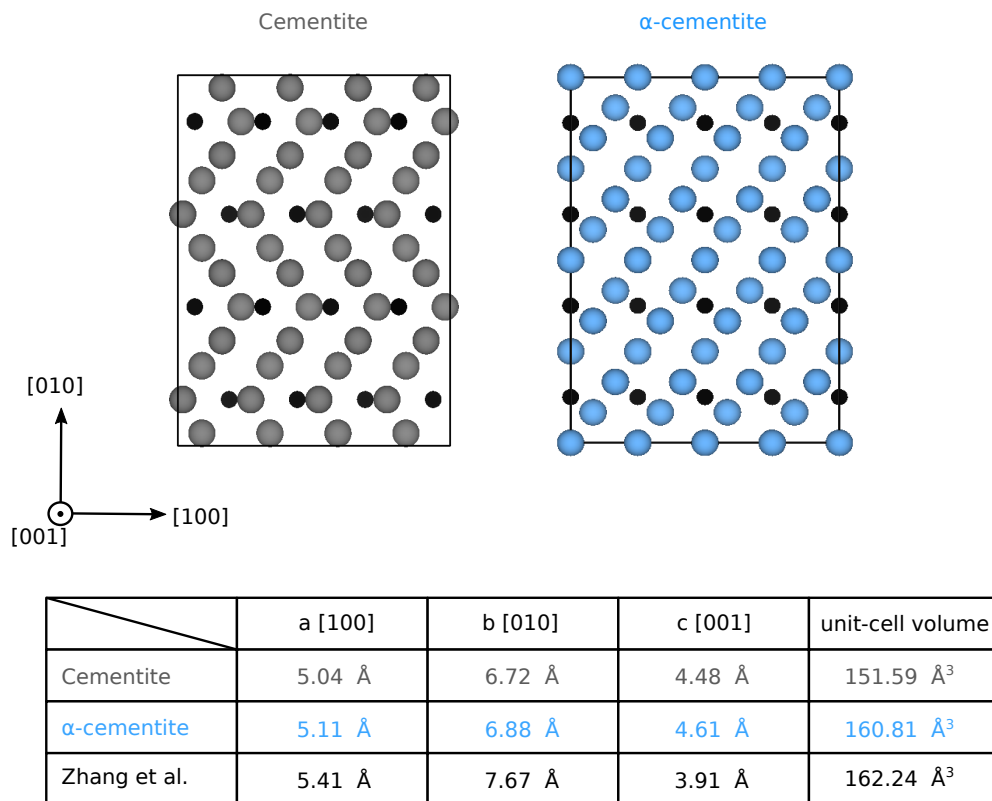 Cementite α-cementite
[010]
[001] [100]
a [100] b [010] c [001] unit-cell volume
Cementite 5.04 Å 6.72 Å 4.48 Å 151.59 Å³
α-cementite 5.11 Å 6.88 Å 4.61 Å 160.81 Å³
Zhang et al. 5.41 Å 7.67 Å 3.91 Å 162.24 Å³